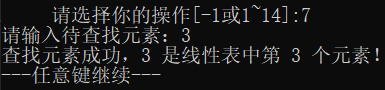 请选择你的操作[-1或1~14]:7
请输入待查找元素：3
查找元素成功，3 是线性表中第 3 个元素！
---任意键继续---